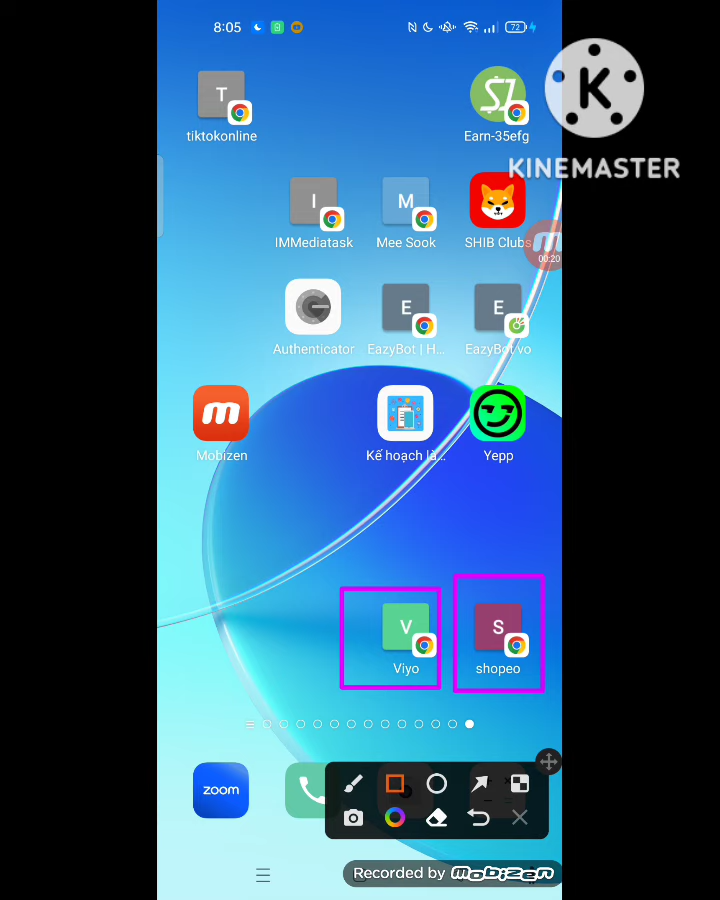 8:05
72
T
tiktokonline
Earn-35efg
K
KINEMASTER
I
IMMediatask
M
Mee Sook
SHIB Clubs
00:20
Authenticator
E
EazyBot | H...
E
EazyBot vo
Mobizen
Kế hoạch là...
Yepp
V
Viyo
S
shopeo
zoom
Recorded by Mobizen